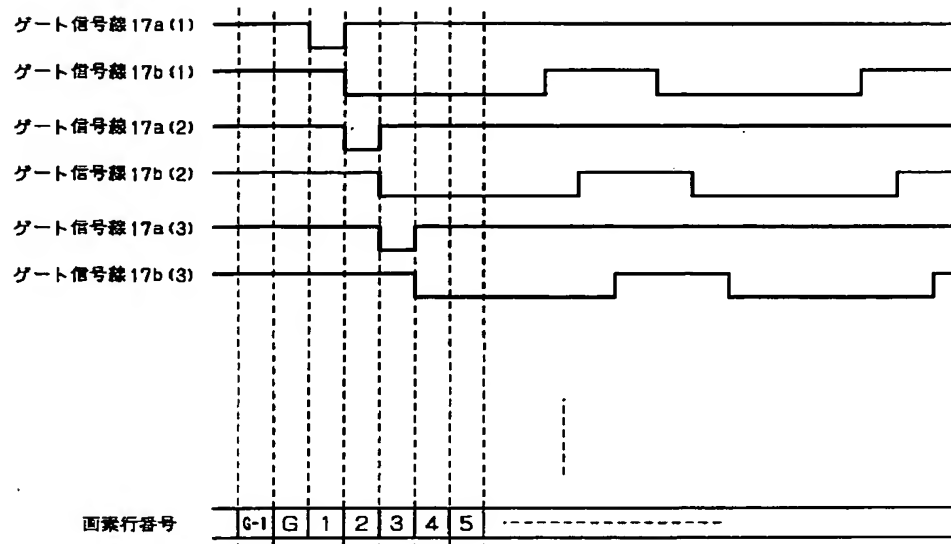 ゲート信号線17a(1)
ゲート信号線17b(1)
ゲート信号線17a(2)
ゲート信号線17b(2)
ゲート信号線17a(3)
ゲート信号線17b(3)
画素行番号 G-1 G 1 2 3 4 5